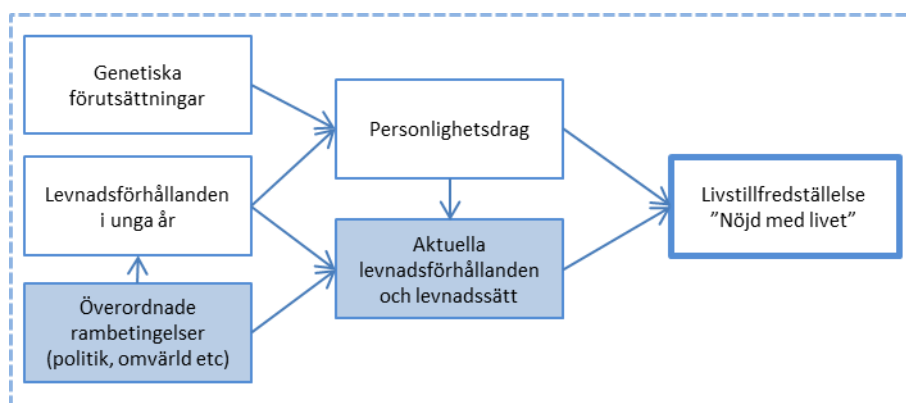 Genetiska
förutsättningar
Personlighetsdrag
Levnadsförhållanden
i unga år
Livstillfredställelse
”Nöjd med livet”
Aktuella
levnadsförhållanden
och levnadssätt
Överordnade
rambetingelser
(politik, omvärld etc)